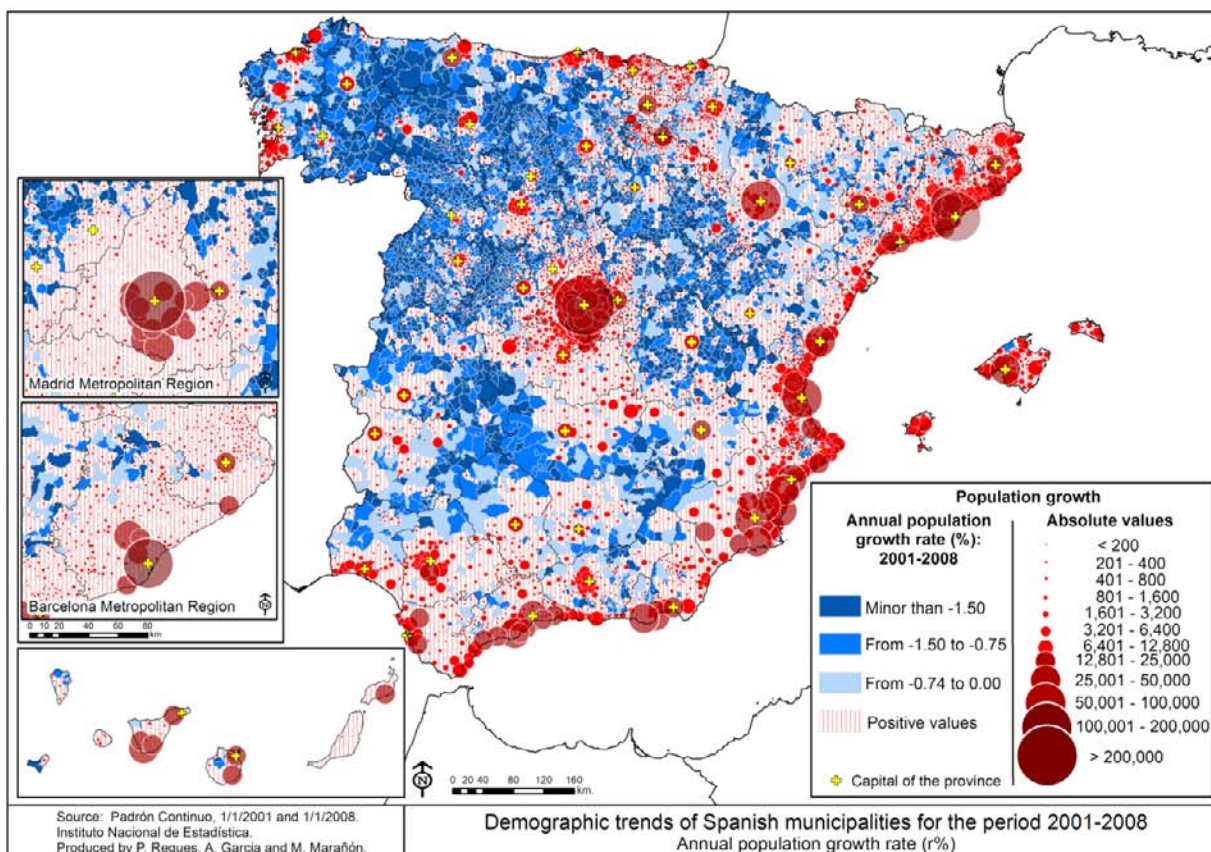 Madrid Metropolitan Region
Barcelona Metropolitan Region
0 10 20 40 60 80
km.
N
0 20 40 80 120 160
km.
Population growth
Annual population
growth rate (%):
2001-2008
Minor than -1.50
From -1.50 to -0.75
From -0.74 to 0.00
Positive values
Capital of the province
Absolute values
< 200
201 - 400
401 - 800
801 - 1,600
1,601 - 3,200
3,201 - 6,400
6,401 - 12,800
12,801 - 25,000
25,001 - 50,000
50,001 - 100,000
100,001 - 200,000
> 200,000
Source: Padrón Continuo, 1/1/2001 and 1/1/2008.
Instituto Nacional de Estadística.
Produced by P. Reques, A. Garcia and M. Marañón.
Demographic trends of Spanish municipalities for the period 2001-2008
Annual population growth rate (r%)